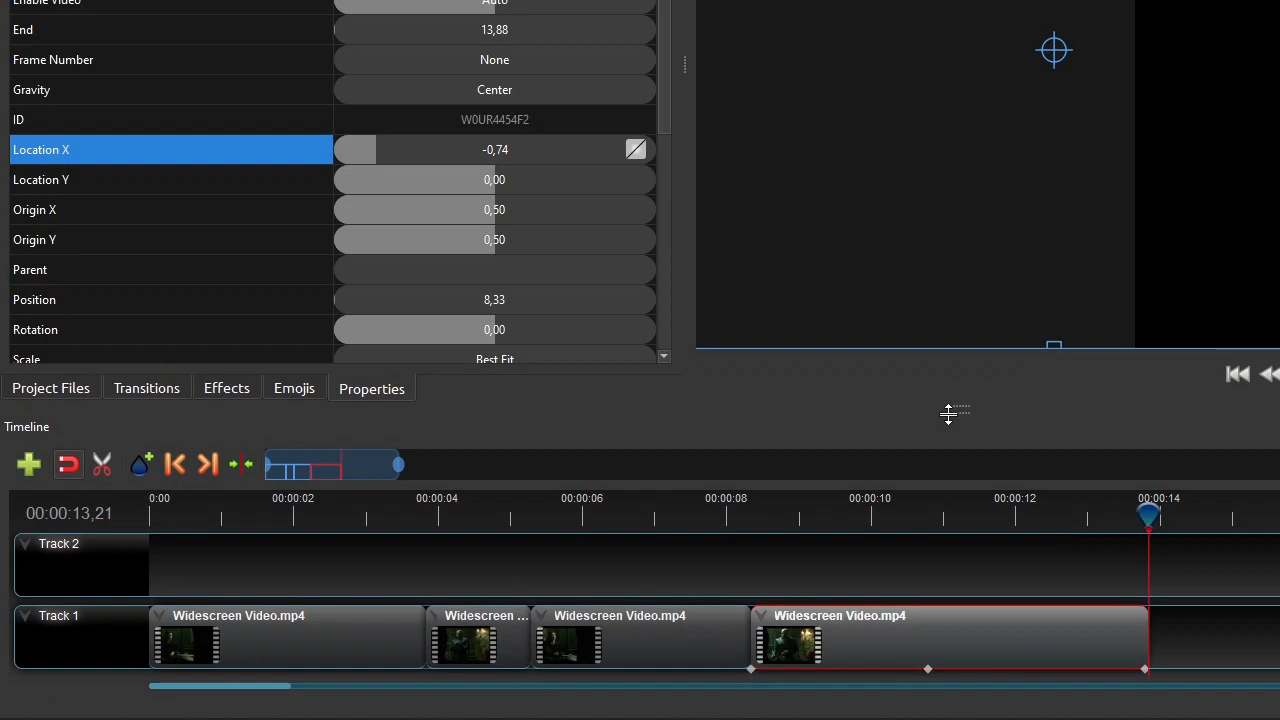 Enable Video Auto
End 13,88
Frame Number None
Gravity Center
ID W0UR4454F2
Location X -0,74
Location Y 0,00
Origin X 0,50
Origin Y 0,50
Parent
Position 8,33
Rotation 0,00
Scale Best Fit
Project Files Transitions Effects Emojis Properties
Timeline
0:00 00:00:02 00:00:04 00:00:06 00:00:08 00:00:10 00:00:12 00:00:14
00:00:13,21
Track 2
Track 1 Widescreen Video.mp4 Widescreen ... Widescreen Video.mp4 Widescreen Video.mp4